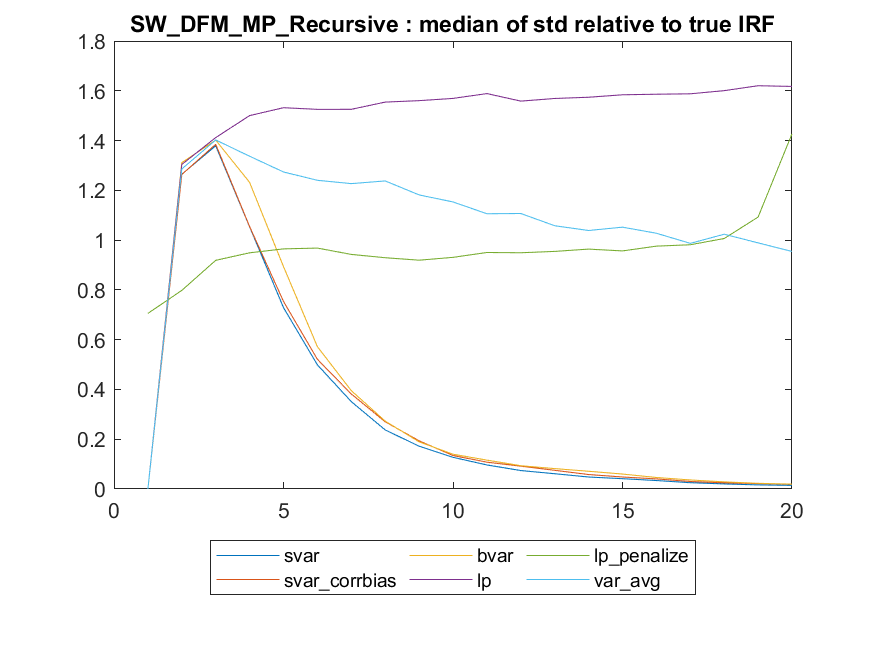 SW_DFM_MP_Recursive : median of std relative to true IRF
1.8
1.6
1.4
1.2
1
0.8
0.6
0.4
0.2
0
0 5 10 15 20
svar bvar lp_penalize
svar_corrbias lp var_avg